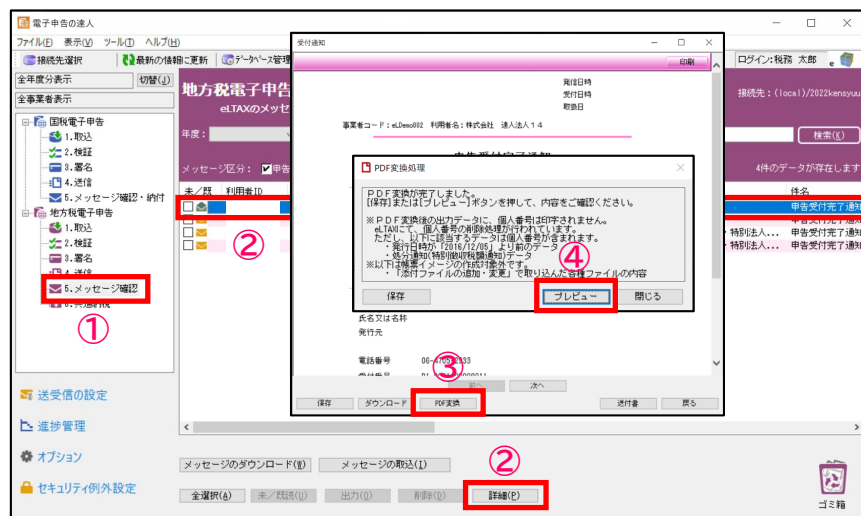 電子申告の達人
ファイル(F) 表示(V) ツール(T) ヘルプ(H)
接続先選択 最新の情報に更新 データベース管理
ログイン:税務 太郎
全年度分表示 切替(J)
全事業者表示
国税電子申告
1.取込
2.検証
3.署名
4.送信
5.メッセージ確認・納付
地方税電子申告
1.取込
2.検証
3.署名
4.送信
5.メッセージ確認
①
送受信の設定
進捗管理
オプション
セキュリティ例外設定
地方税電子申告
eLTAXのメッセ
接続先:(local)/2022kensyuu
年度:
検索(K)
メッセージ区分: 申告
4件のデータが存在します
未/既 利用者ID
件名
申告受付完了通知
②
特別法人... 申告受付完了通知
特別法人... 申告受付完了通知
受付通知
印刷
発信日時
受付日時
取扱日
事業者コード:eLDemo002 利用者名:株式会社 達人法人14
申告受付完了通知
PDF変換処理
PDF変換が完了しました。
[保存]または[プレビュー]ボタンを押して、内容をご確認ください。
※PDF変換後の出力データに、個人番号は印字されません。
eLTAXにて、個人番号の削除処理が行われています。
ただし、以下に該当するデータは個人番号が含まれます。
・発行日時が「2016/12/05」より前のデータ
・処分通知(特別徴収税額通知)データ
※以下は帳票イメージの作成対象外です。
・「添付ファイルの追加・変更」で取り込んだ各種ファイルの内容
④
保存 プレビュー 閉じる
氏名又は名称
発行元
電話番号
③
前へ 次へ
保存 ダウンロード PDF変換 送付書 戻る
メッセージのダウンロード(W) メッセージの取込(I)
②
全選択(A) 未/既読(U) 出力(O) 削除(D) 詳細(P)
ゴミ箱